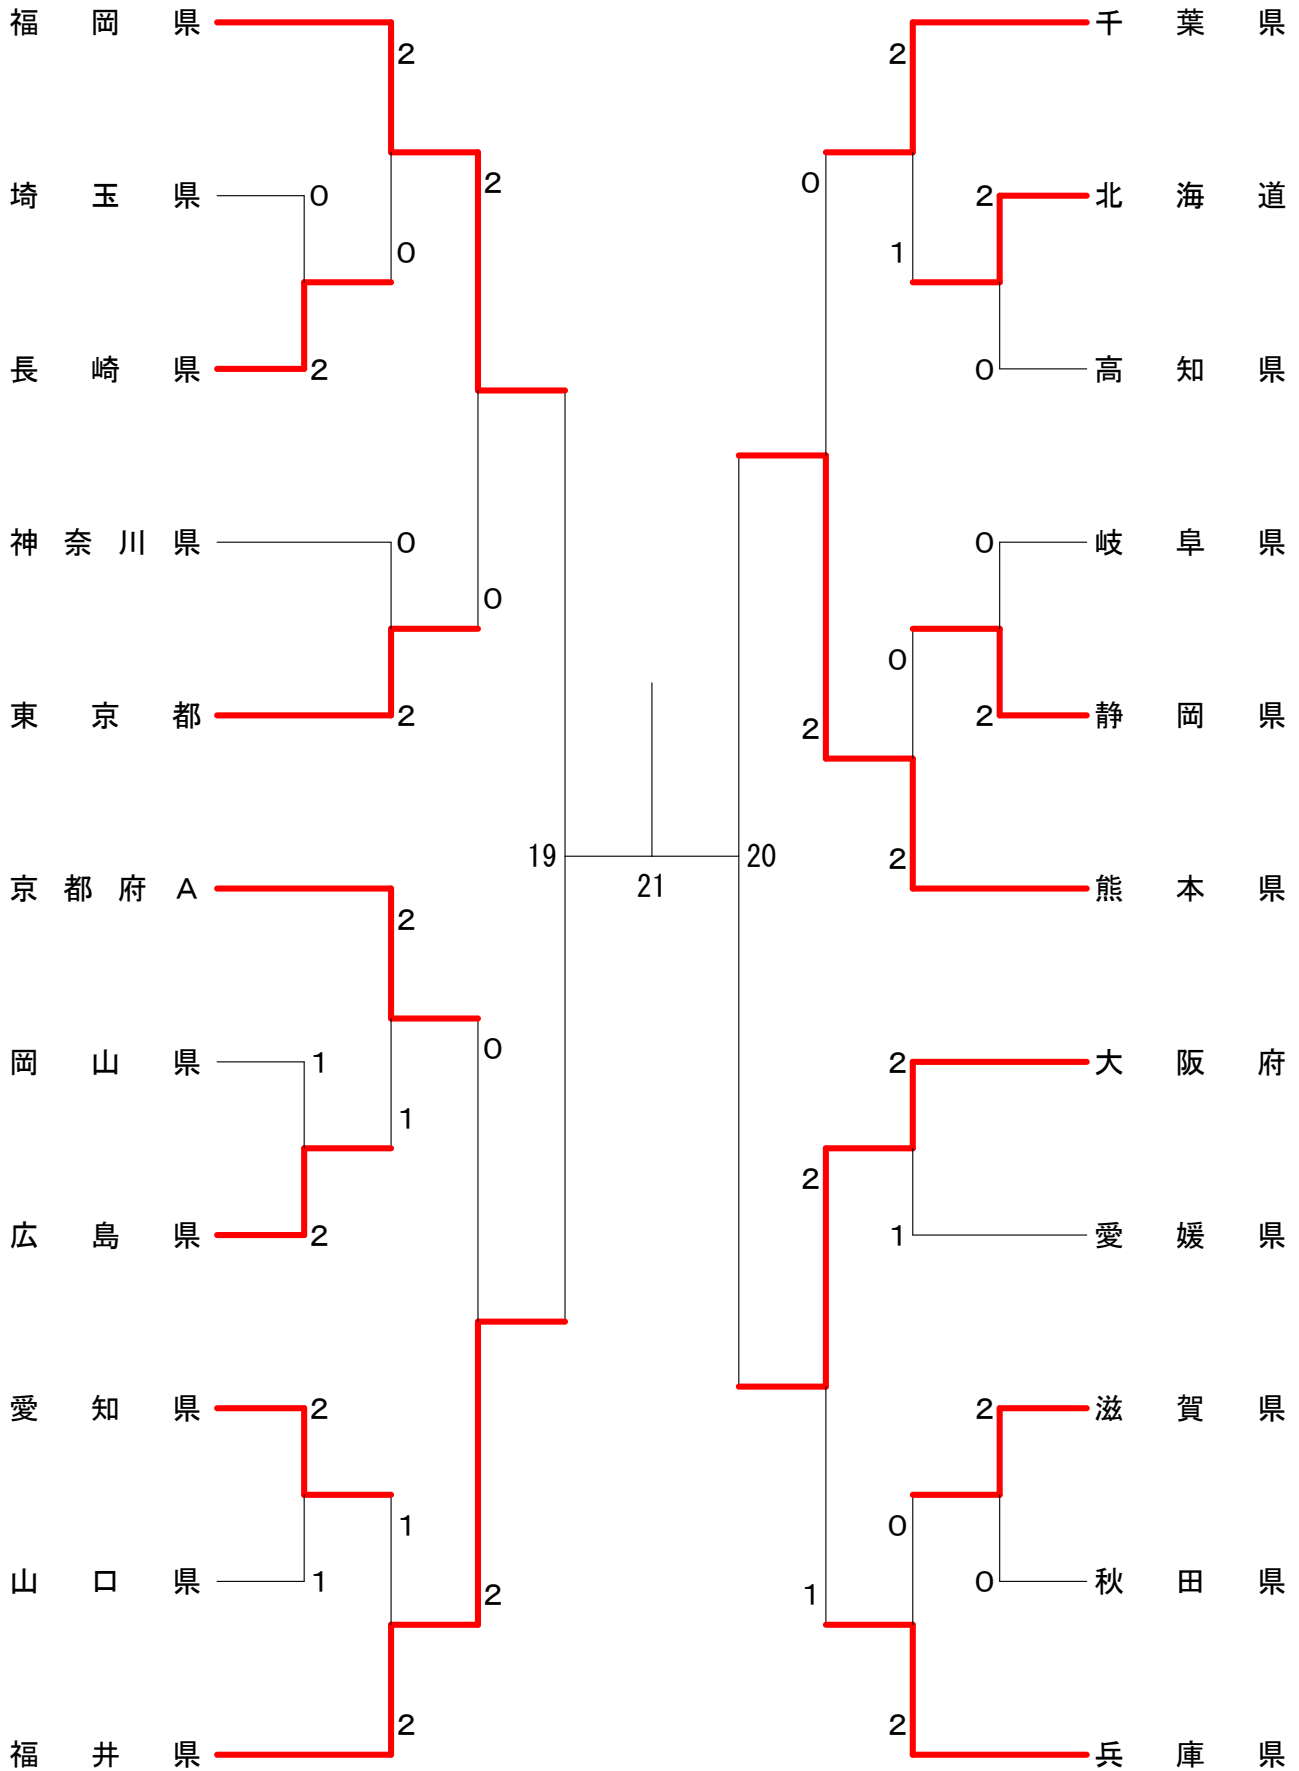 福岡県
2
2
埼玉県
0
0
長崎県
2
神奈川県
0
0
東京都
2
京都府A
2
0
岡山県
1
1
広島県
2
愛知県
2
1
山口県
1
2
福井県
2
19
21
20
千葉県
2
0
北海道
2
1
高知県
0
岐阜県
0
0
静岡県
2
2
熊本県
2
大阪府
2
2
愛媛県
1
滋賀県
2
0
秋田県
0
1
兵庫県
2